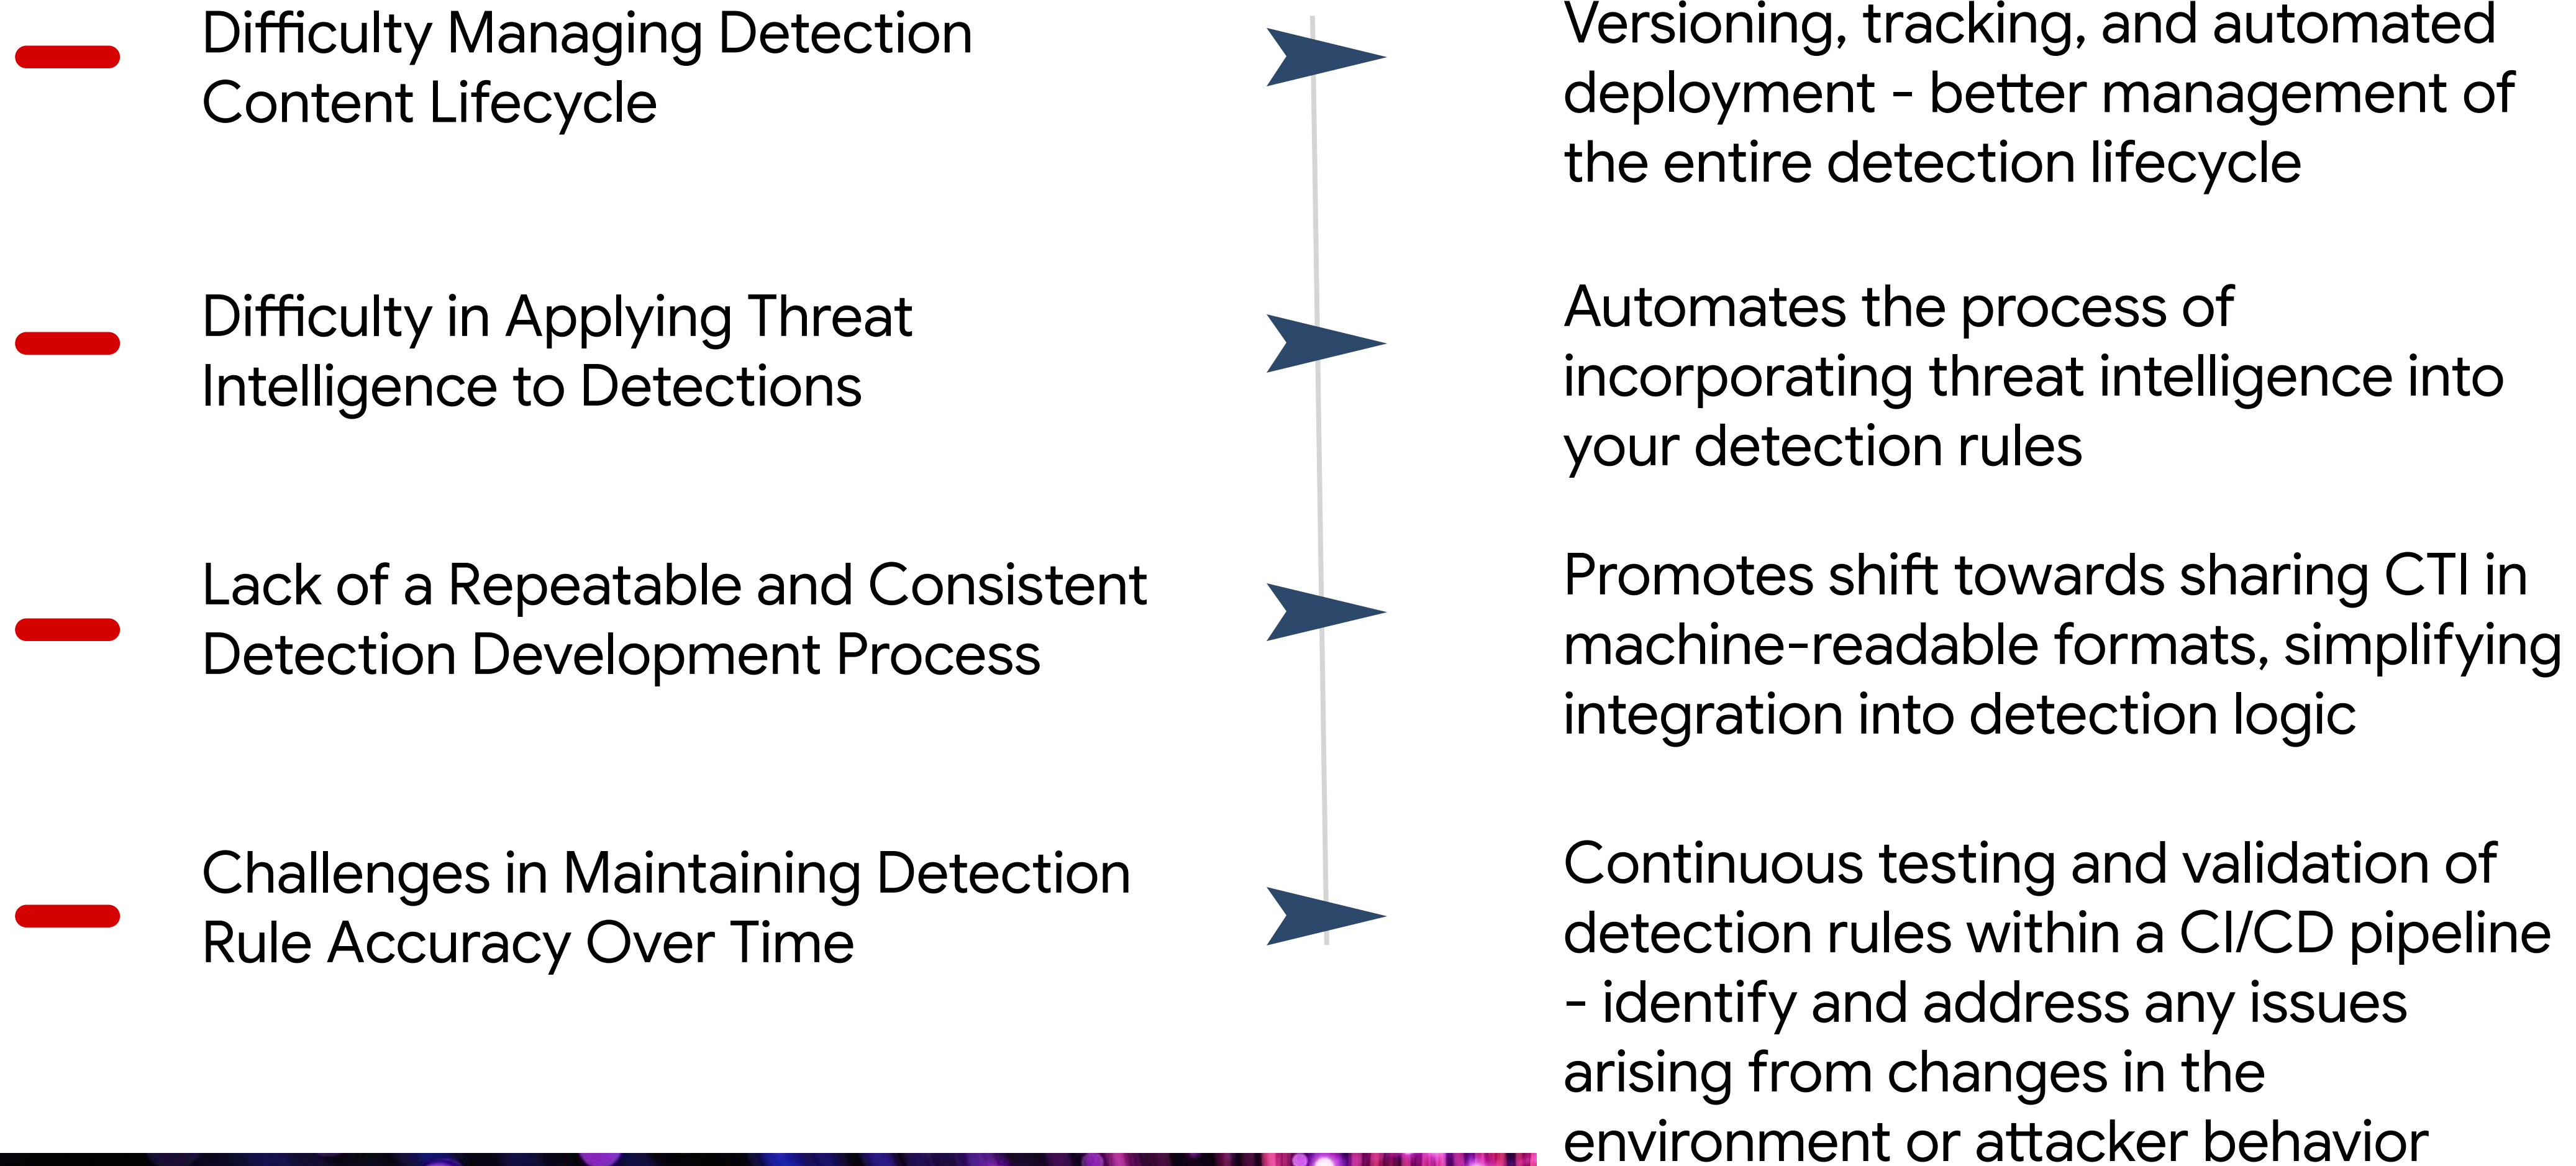 Difficulty Managing Detection
Content Lifecycle
Versioning, tracking, and automated
deployment - better management of
the entire detection lifecycle
Difficulty in Applying Threat
Intelligence to Detections
Automates the process of
incorporating threat intelligence into
your detection rules
Lack of a Repeatable and Consistent
Detection Development Process
Promotes shift towards sharing CTI in
machine-readable formats, simplifying
integration into detection logic
Challenges in Maintaining Detection
Rule Accuracy Over Time
Continuous testing and validation of
detection rules within a CI/CD pipeline
- identify and address any issues
arising from changes in the
environment or attacker behavior